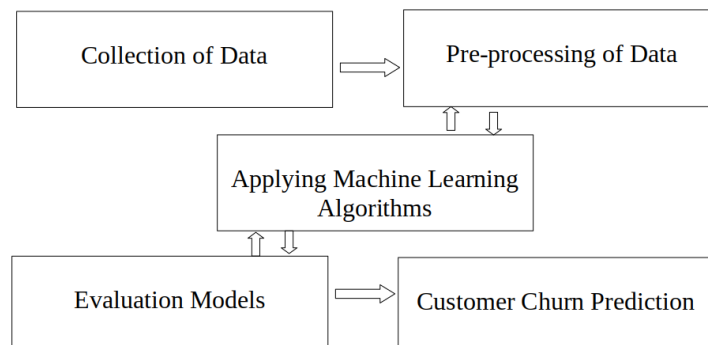 Collection of Data
Pre-processing of Data
Applying Machine Learning
Algorithms
Evaluation Models
Customer Churn Prediction